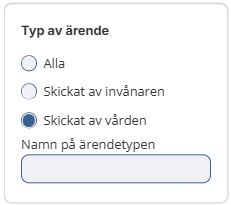 Typ av ärende
Alla
Skickat av invånaren
Skickat av vården
Namn på ärendetypen